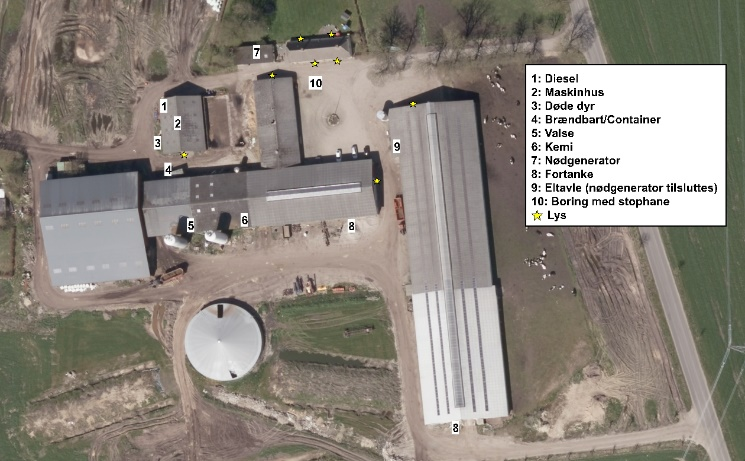 7
10
1
2
3
4
9
5
6
8
8
1: Diesel
2: Maskinhus
3: Døde dyr
4: Brændbart/Container
5: Valse
6: Kemi
7: Nødgenerator
8: Fortanke
9: Eltavle (nødgenerator tilsluttes)
10: Boring med stophane
Lys